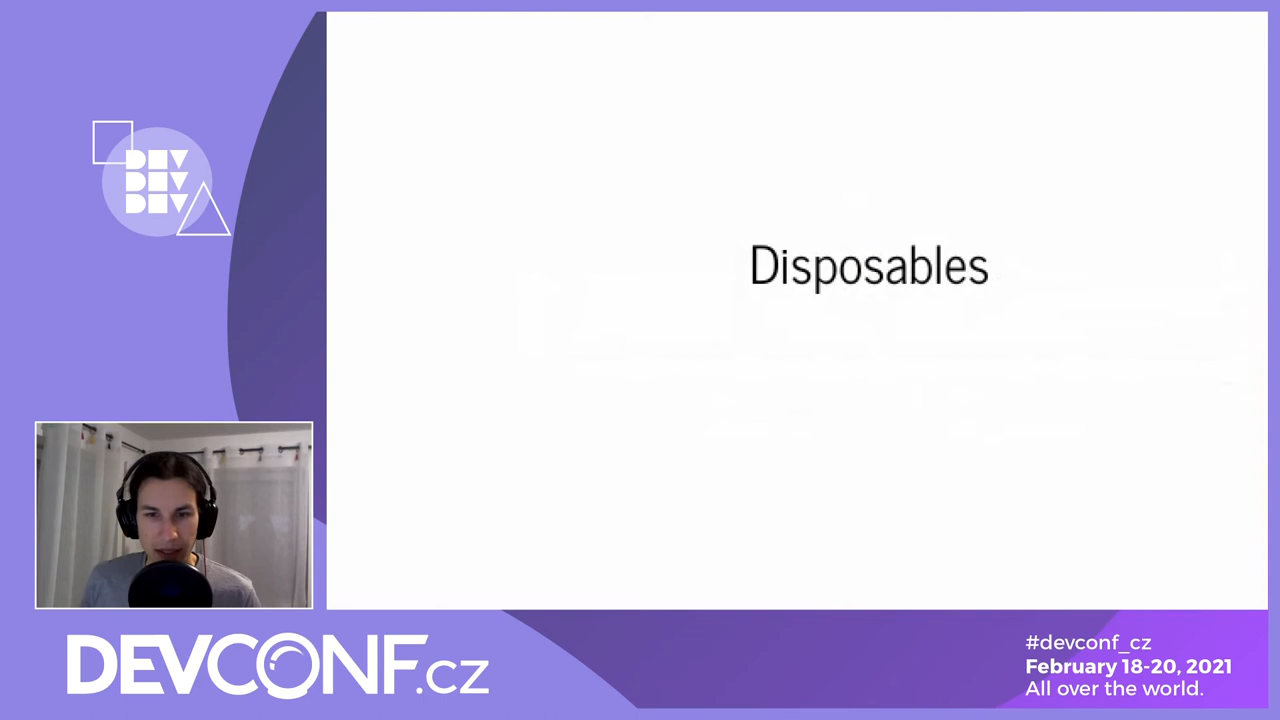 DEV
DEV
DEV
Disposables
DEVCONF.CZ
#devconf_cz
February 18-20, 2021
All over the world.